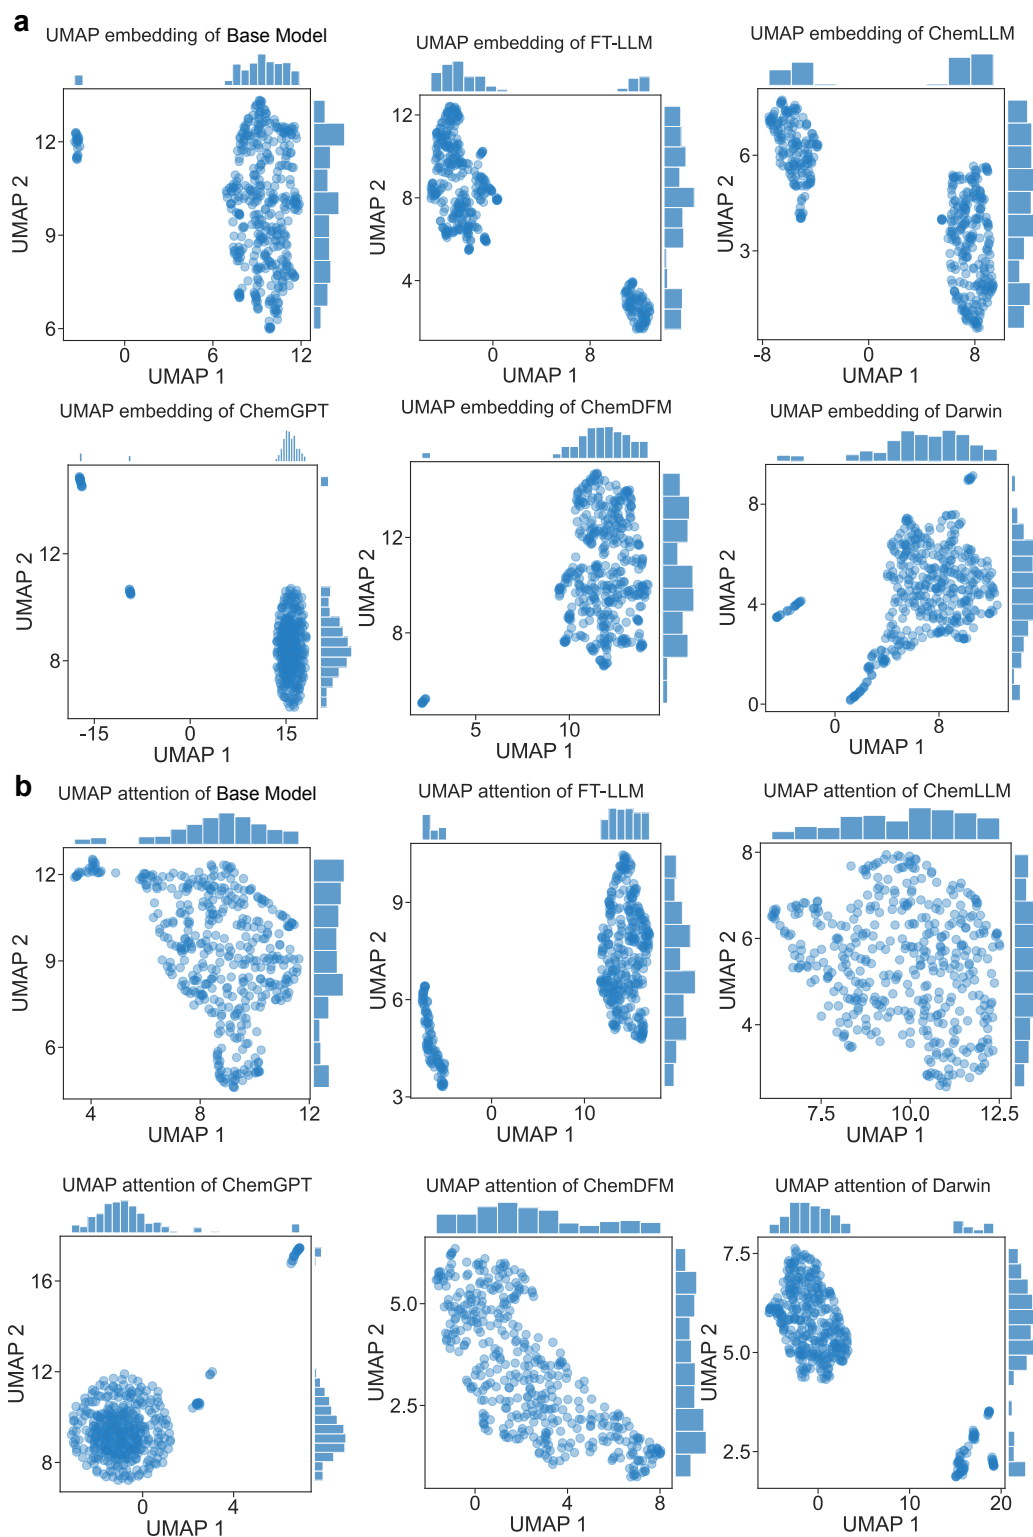 a
UMAP embedding of Base Model
12
9
6
UMAP 2
0
6
12
UMAP 1
UMAP embedding of FT-LLM
12
8
4
UMAP 2
0
8
UMAP 1
UMAP embedding of ChemLLM
6
3
UMAP 2
-8
0
8
UMAP 1
UMAP embedding of ChemGPT
12
8
UMAP 2
-15
0
15
UMAP 1
UMAP embedding of ChemDFM
12
8
UMAP 2
5
10
UMAP 1
UMAP embedding of Darwin
8
4
0
UMAP 2
0
8
UMAP 1
b
UMAP attention of Base Model
12
9
6
UMAP 2
4
8
12
UMAP 1
UMAP attention of FT-LLM
9
6
3
UMAP 2
0
10
UMAP 1
UMAP attention of ChemLLM
8
6
4
UMAP 2
7.5
10.0
12.5
UMAP 1
UMAP attention of ChemGPT
16
12
8
UMAP 2
0
4
UMAP 1
UMAP attention of ChemDFM
5.0
2.5
UMAP 2
0
4
8
UMAP 1
UMAP attention of Darwin
7.5
5.0
2.5
UMAP 2
0
10
20
UMAP 1